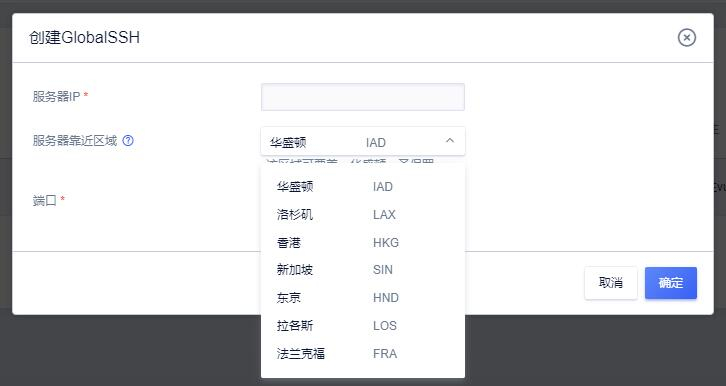 创建GlobalSSH
服务器IP *
服务器靠近区域 ?
华盛顿 IAD
华盛顿 IAD
洛杉矶 LAX
香港 HKG
新加坡 SIN
东京 HND
拉各斯 LOS
法兰克福 FRA
端口 *
取消 确定